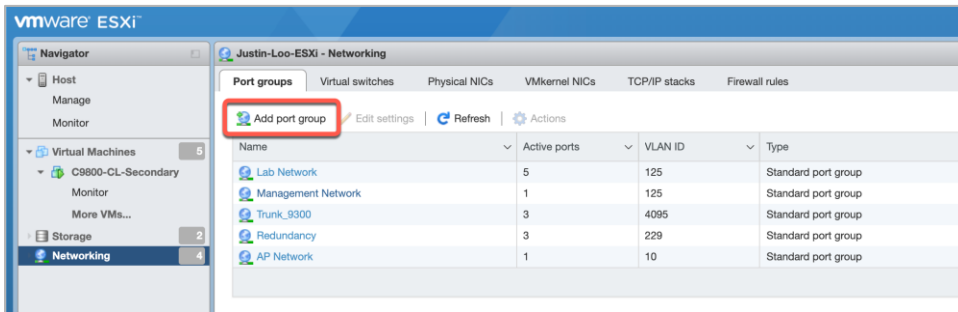 vmware ESXi™
Navigator
Host
Manage
Monitor
Virtual Machines 5
C9800-CL-Secondary
Monitor
More VMs...
Storage 2
Networking 4
Justin-Loo-ESXi - Networking
Port groups Virtual switches Physical NICs VMkernel NICs TCP/IP stacks Firewall rules
Add port group Edit settings Refresh Actions
Name Active ports VLAN ID Type
Lab Network 5 125 Standard port group
Management Network 1 125 Standard port group
Trunk_9300 3 4095 Standard port group
Redundancy 3 229 Standard port group
AP Network 1 10 Standard port group